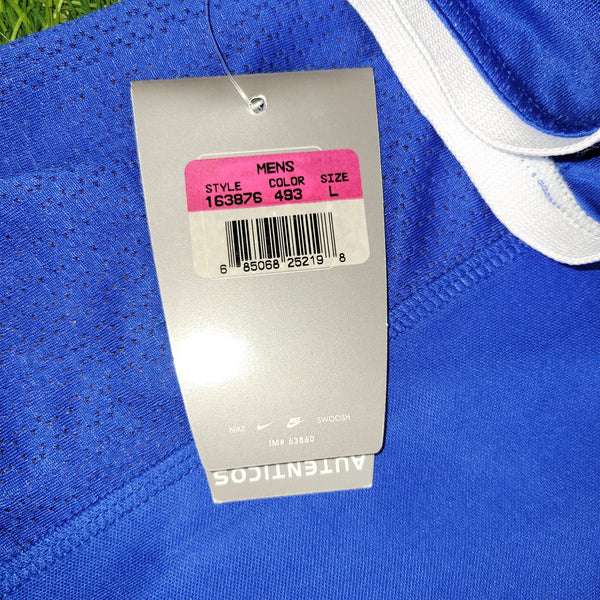 MENS
STYLE COLOR SIZE
163876 493 L
6 85068 25219 8
NIKE SWOOSH
IM# 63860
AUTENTICOS